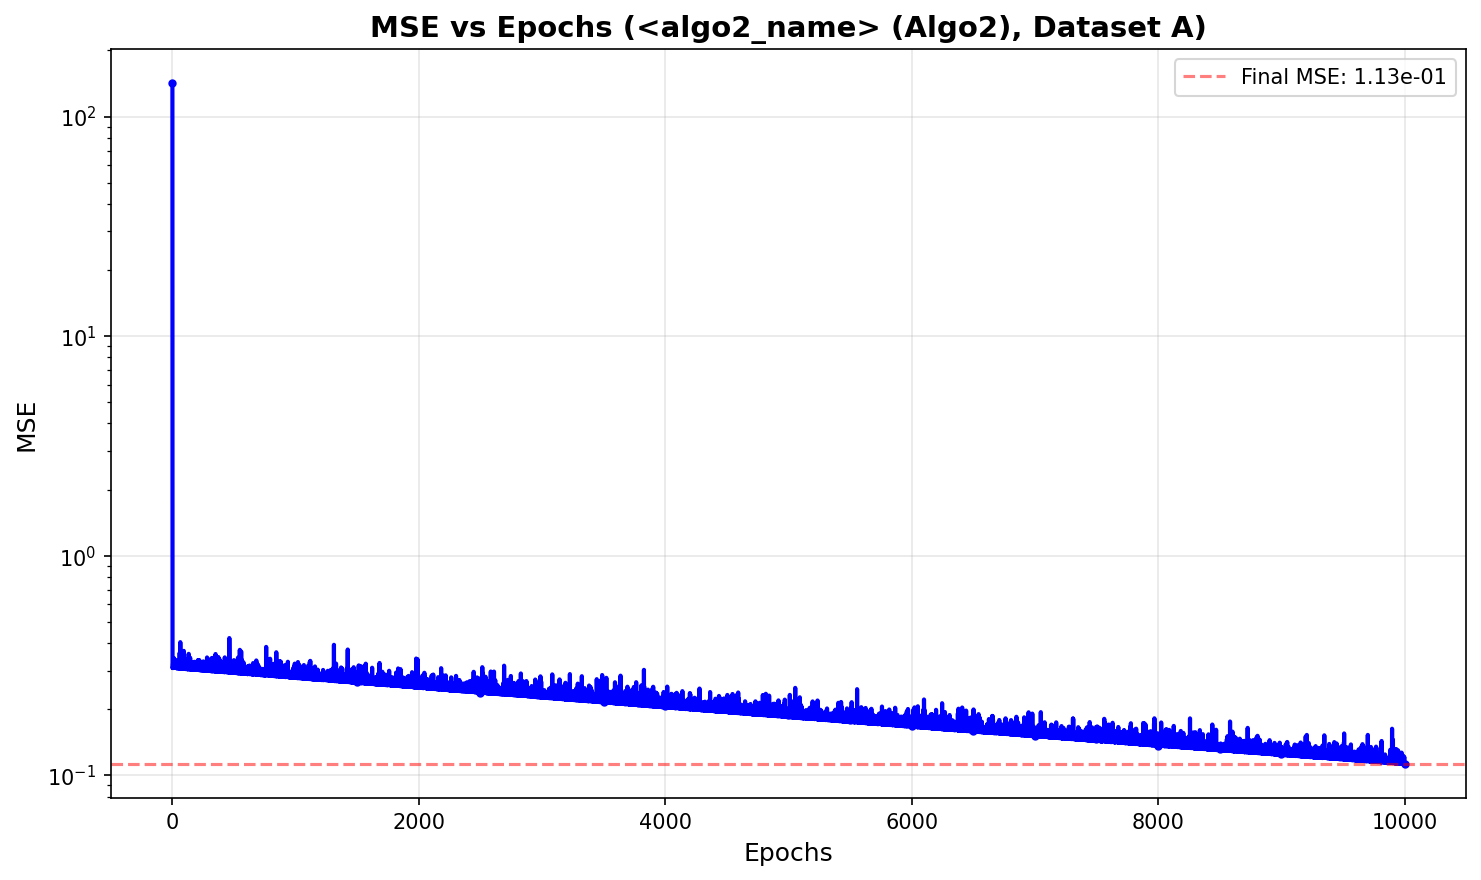 MSE vs Epochs (<algo2_name> (Algo2), Dataset A)
Final MSE: 1.13e-01
10²
10¹
10⁰
10⁻¹
MSE
0 2000 4000 6000 8000 10000
Epochs